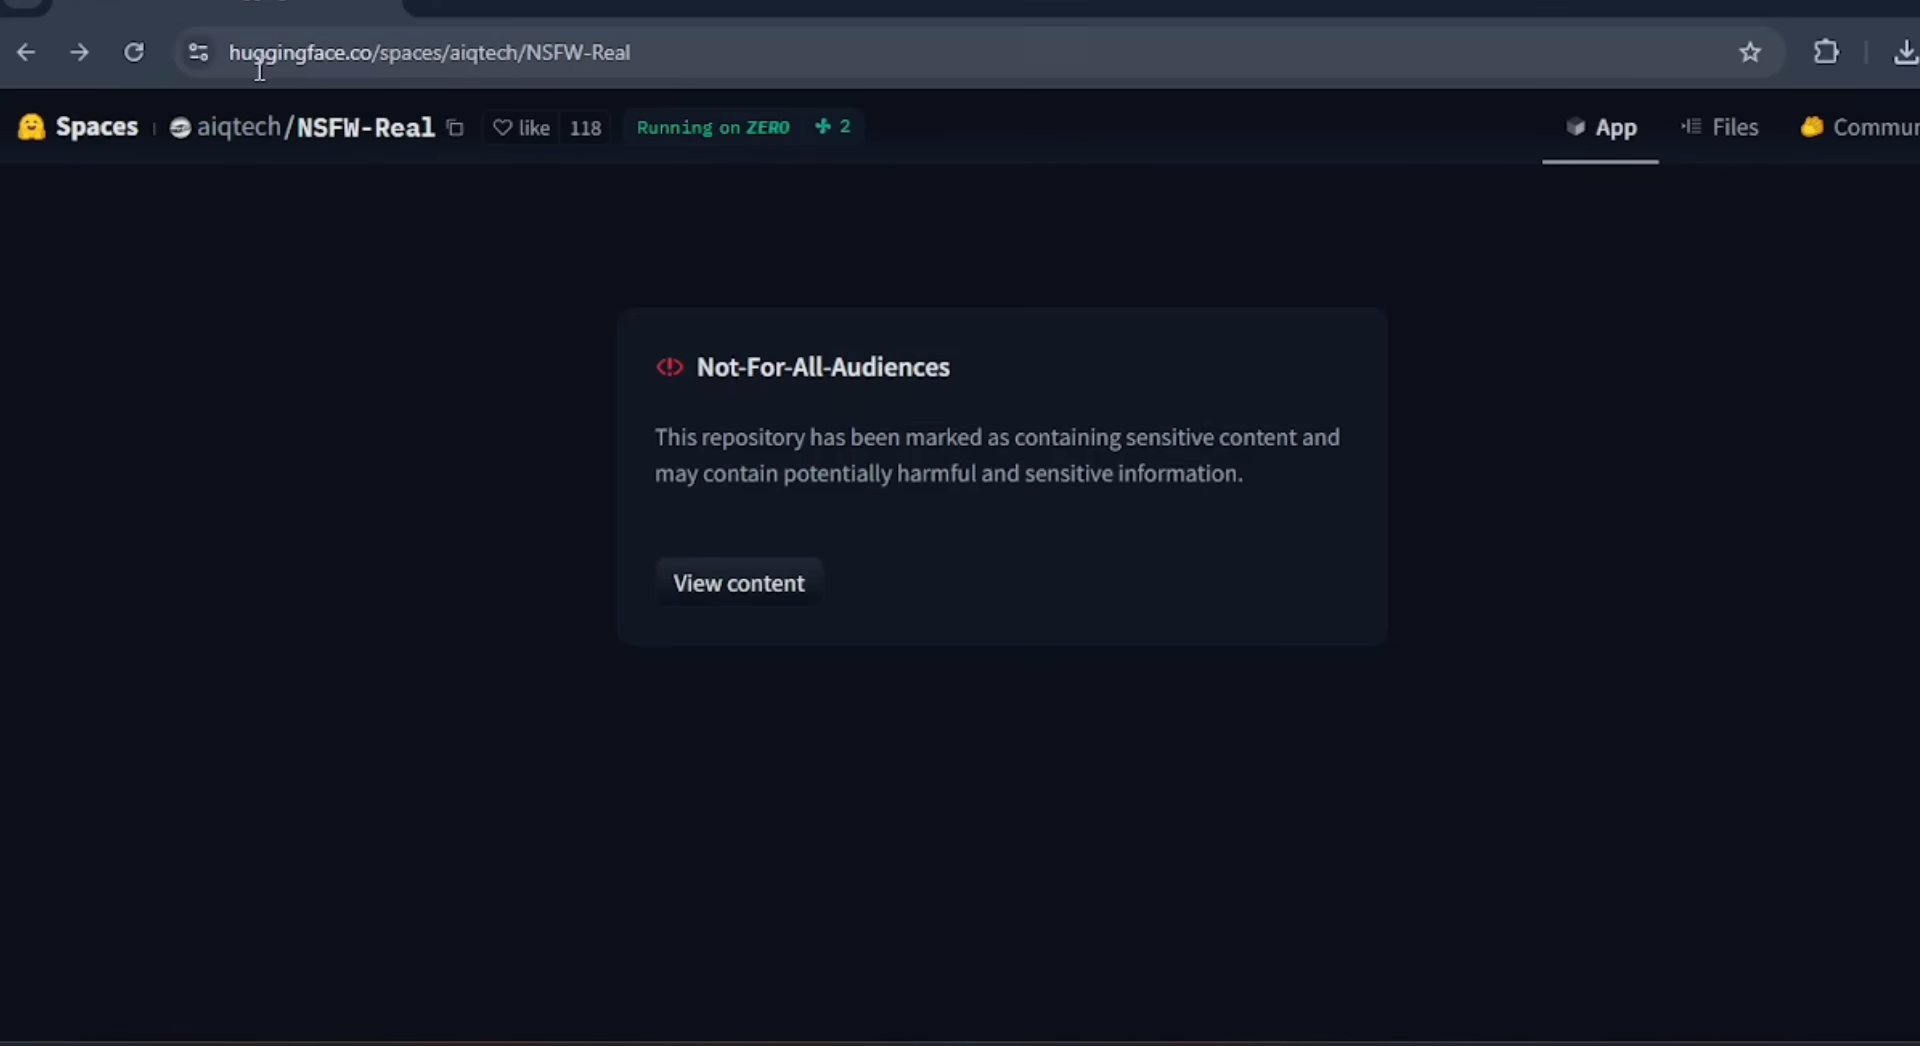 huggingface.co/spaces/aiqtech/NSFW-Real
Spaces aiqtech/NSFW-Real like 118 Running on ZERO 2 App Files Commun
Not-For-All-Audiences
This repository has been marked as containing sensitive content and
may contain potentially harmful and sensitive information.
View content